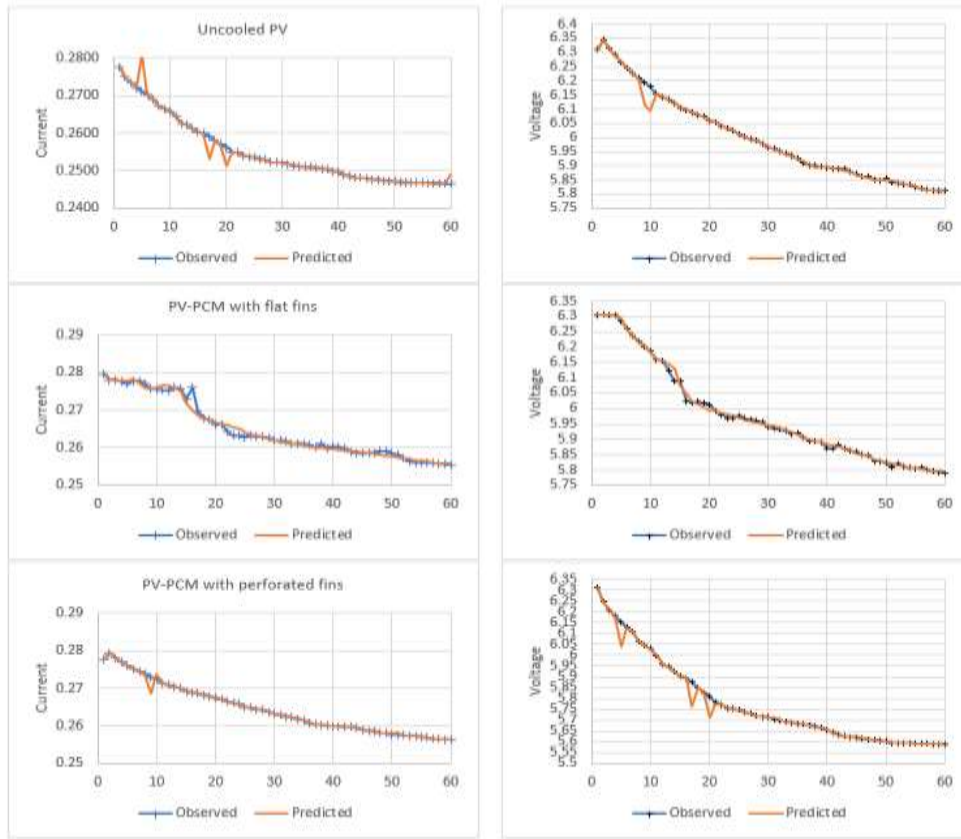 Uncooled PV
Current
0.2800
0.2700
0.2600
0.2500
0.2400
0 10 20 30 40 50 60
Observed Predicted
Voltage
6.4
6.35
6.3
6.25
6.2
6.15
6.1
6.05
6
5.95
5.9
5.85
5.8
5.75
0 10 20 30 40 50 60
Observed Predicted
PV-PCM with flat fins
Current
0.29
0.28
0.27
0.26
0.25
0 10 20 30 40 50 60
Observed Predicted
Voltage
6.35
6.3
6.25
6.2
6.15
6.1
6.05
6
5.95
5.9
5.85
5.8
5.75
0 10 20 30 40 50 60
Observed Predicted
PV-PCM with perforated fins
Current
0.29
0.28
0.27
0.26
0.25
0 10 20 30 40 50 60
Observed Predicted
Voltage
6.35
6.3
6.25
6.2
6.15
6.1
6.05
6
5.95
5.9
5.85
5.8
5.75
5.7
5.65
5.6
5.55
5.5
0 10 20 30 40 50 60
Observed Predicted